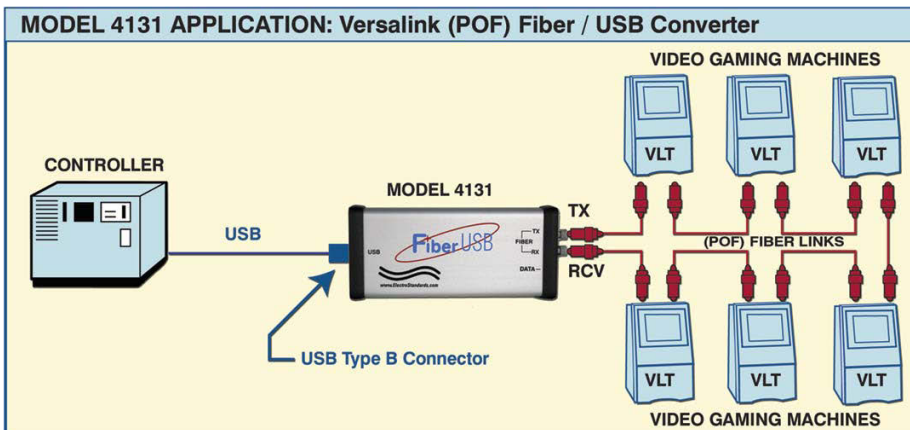 MODEL 4131 APPLICATION: Versalink (POF) Fiber / USB Converter
VIDEO GAMING MACHINES
VLT
VLT
VLT
CONTROLLER
MODEL 4131
USB
USB
FiberUSB
FIBER
TX
RX
DATA
www.ElectroStandards.com
TX
RCV
(POF) FIBER LINKS
USB Type B Connector
VLT
VLT
VLT
VIDEO GAMING MACHINES